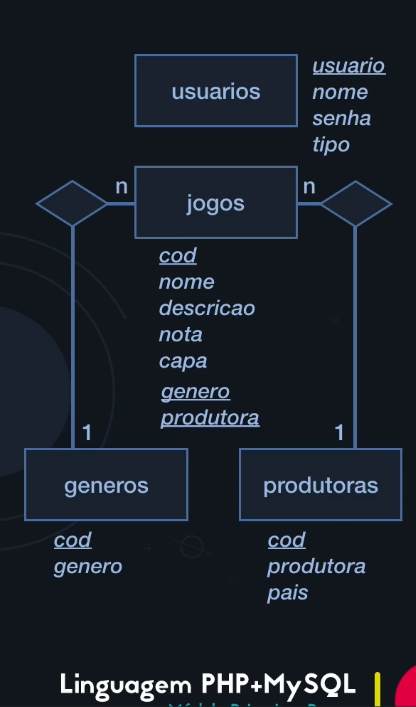 usuarios
usuario
nome
senha
tipo
n
jogos
n
cod
nome
descricao
nota
capa
genero
produtora
1
1
generos
produtoras
cod
genero
cod
produtora
pais
Linguagem PHP+MySQL